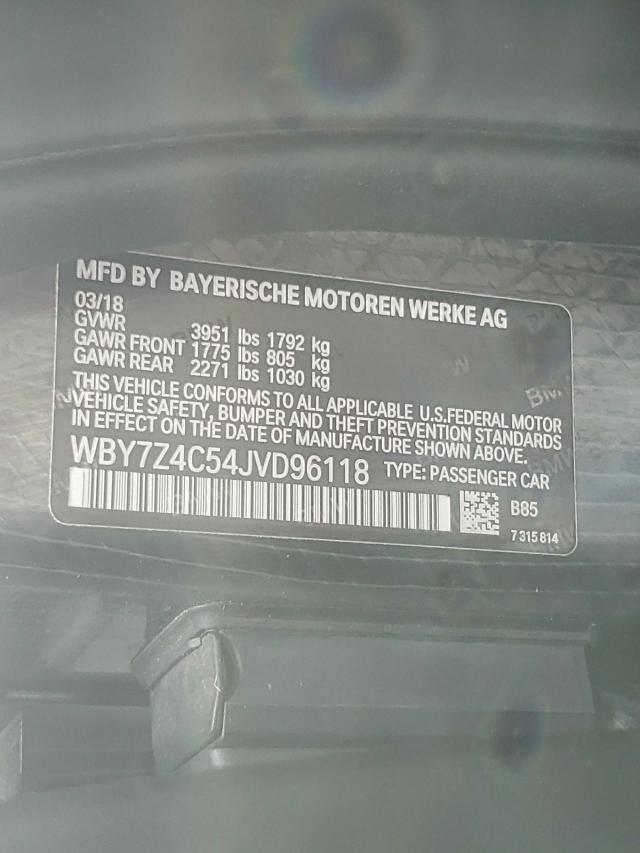 MFD BY BAYERISCHE MOTOREN WERKE AG
03/18
GVWR 3951 lbs 1792 kg
GAWR FRONT 1775 lbs 805 kg
GAWR REAR 2271 lbs 1030 kg
THIS VEHICLE CONFORMS TO ALL APPLICABLE U.S.FEDERAL MOTOR
VEHICLE SAFETY, BUMPER AND THEFT PREVENTION STANDARDS
IN EFFECT ON THE DATE OF MANUFACTURE SHOWN ABOVE.
WBY7Z4C54JVD96118 TYPE: PASSENGER CAR
B85
7315814